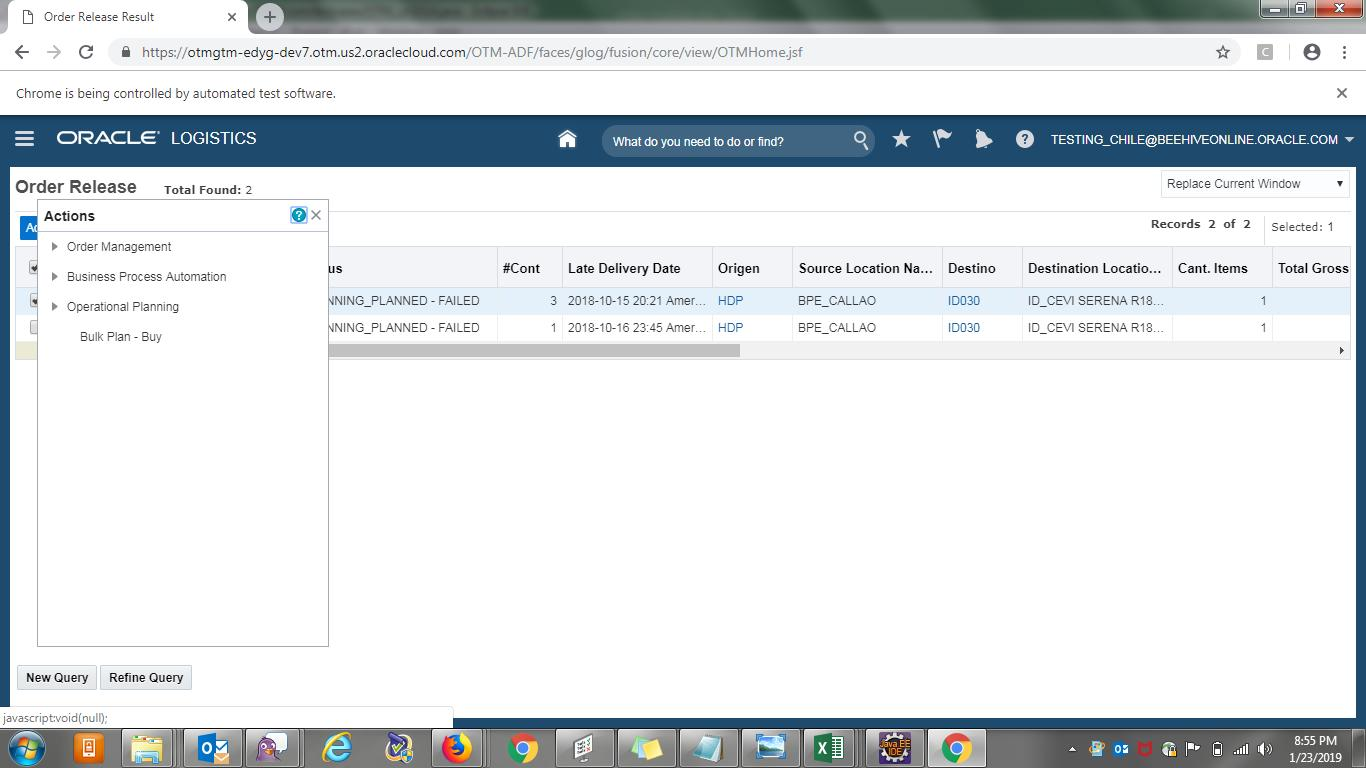 Order Release Result
https://otmgtm-edyg-dev7.otm.us2.oraclecloud.com/OTM-ADF/faces/glog/fusion/core/view/OTMHome.jsf
C
Chrome is being controlled by automated test software.
ORACLE LOGISTICS
What do you need to do or find?
TESTING_CHILE@BEEHIVEONLINE.ORACLE.COM
Order Release Total Found: 2
Replace Current Window
Records 2 of 2
Selected: 1
Actions
Order Management
Business Process Automation
Operational Planning
Bulk Plan - Buy
us #Cont Late Delivery Date Origen Source Location Na... Destino Destination Locatio... Cant. Items Total Gross
NNING_PLANNED - FAILED 3 2018-10-15 20:21 Amer... HDP BPE_CALLAO ID030 ID_CEVI SERENA R18... 1
NNING_PLANNED - FAILED 1 2018-10-16 23:45 Amer... HDP BPE_CALLAO ID030 ID_CEVI SERENA R18... 1
New Query Refine Query
javascript:void(null);
Java EE
IDE
8:55 PM
1/23/2019